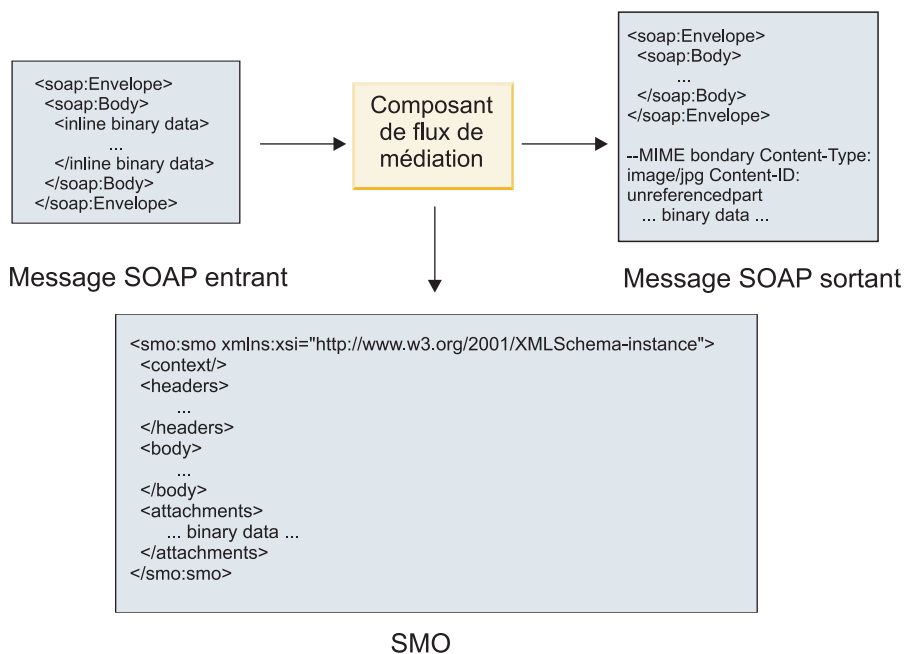 <soap:Envelope>
<soap:Body>
<inline binary data>
...
</inline binary data>
</soap:Body>
</soap:Envelope>
Message SOAP entrant
Composant
de flux de
médiation
<soap:Envelope>
<soap:Body>
...
</soap:Body>
</soap:Envelope>
--MIME bondary Content-Type:
image/jpg Content-ID:
unreferencedpart
... binary data ...
Message SOAP sortant
<smo:smo xmlns:xsi="http://www.w3.org/2001/XMLSchema-instance">
<context/>
<headers>
...
</headers>
<body>
...
</body>
<attachments>
... binary data ...
</attachments>
</smo:smo>
SMO